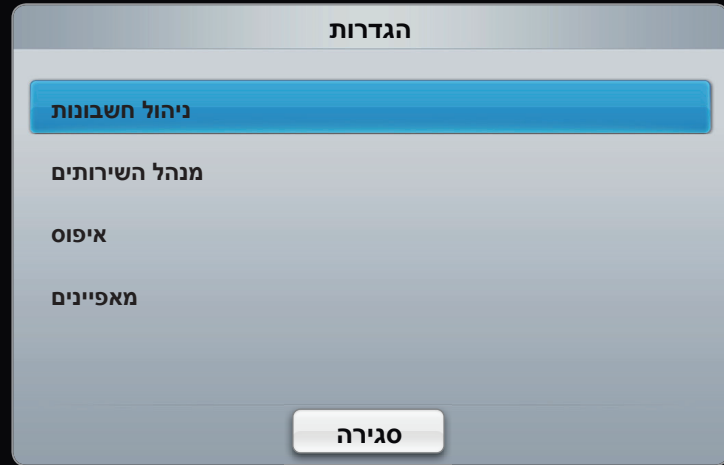 הגדרות
ניהול חשבונות
מנהל השירותים
איפוס
מאפיינים
סגירה